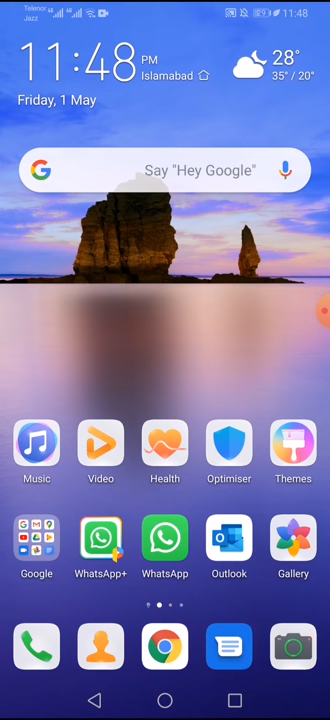 Telenor
Jazz
11:48
11:48
PM
Islamabad
28°
35° / 20°
Friday, 1 May
Say "Hey Google"
Music
Video
Health
Optimiser
Themes
Google
WhatsApp+
WhatsApp
Outlook
Gallery